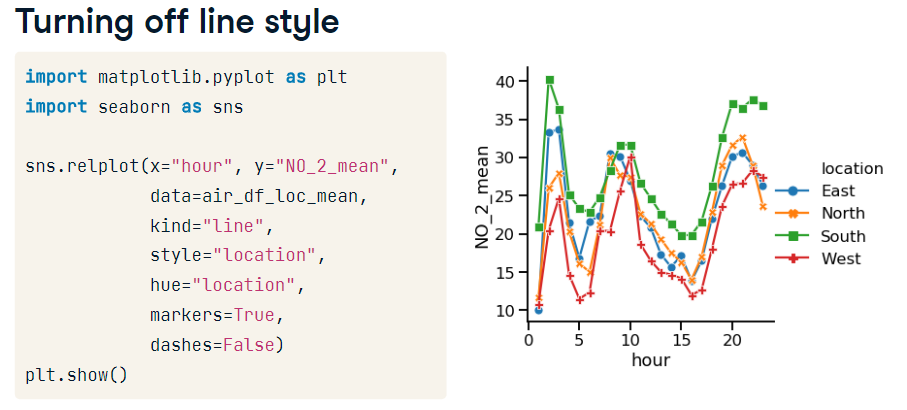 Turning off line style
import matplotlib.pyplot as plt
import seaborn as sns
sns.relplot(x="hour", y="NO_2_mean",
data=air_df_loc_mean,
kind="line",
style="location",
hue="location",
markers=True,
dashes=False)
plt.show()
NO_2_mean
40
35
30
25
20
15
10
0 5 10 15 20
hour
location
East
North
South
West